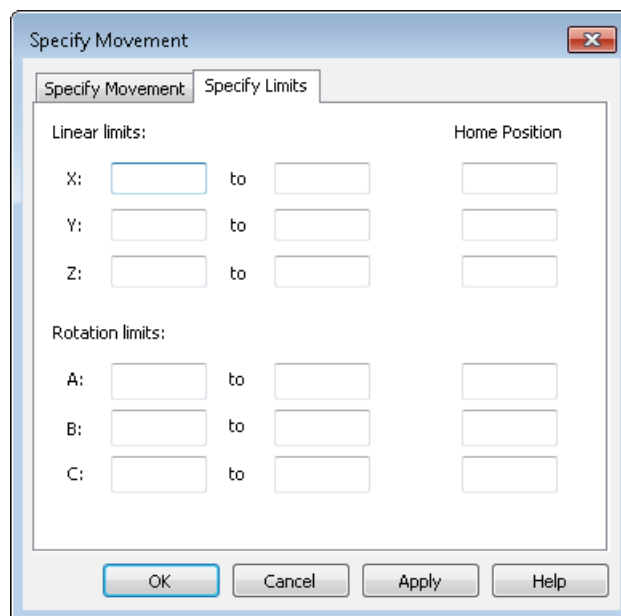 Specify Movement
Specify Movement Specify Limits
Linear limits: Home Position
X: to
Y: to
Z: to
Rotation limits:
A: to
B: to
C: to
OK Cancel Apply Help